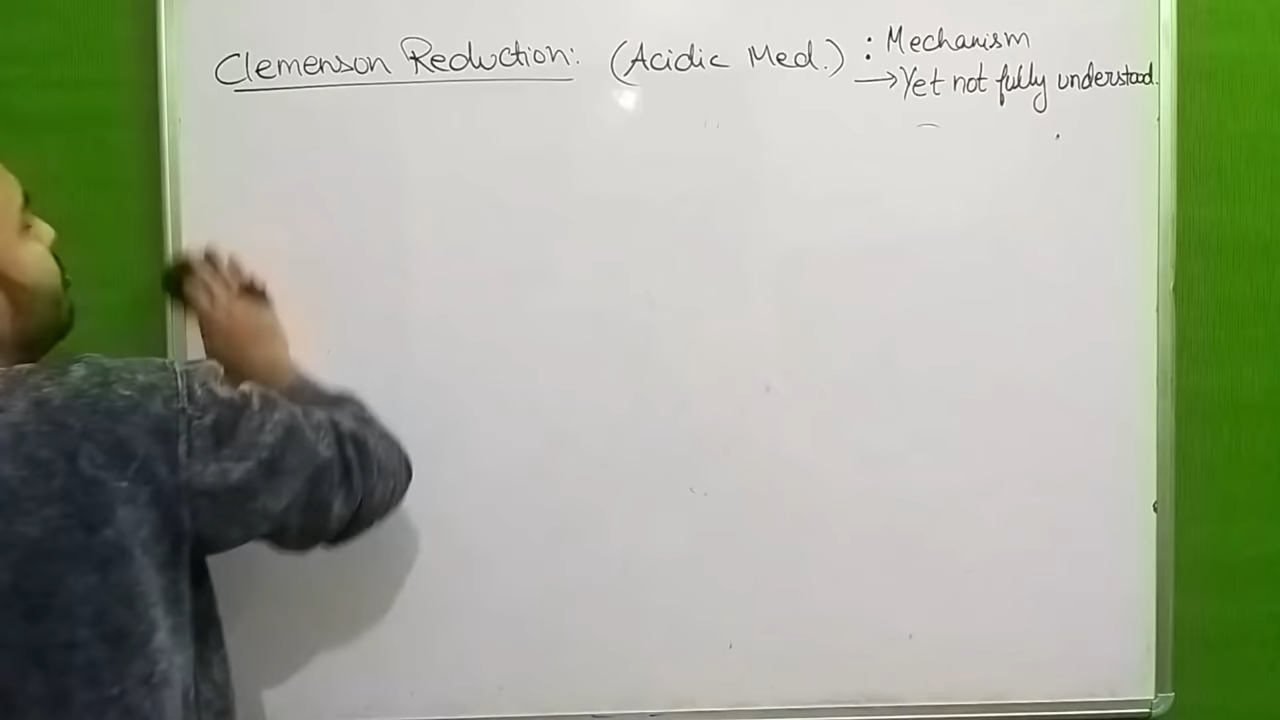 Clemenson Reduction: (Acidic Med.) : Mechanism
→Yet not fully understood.